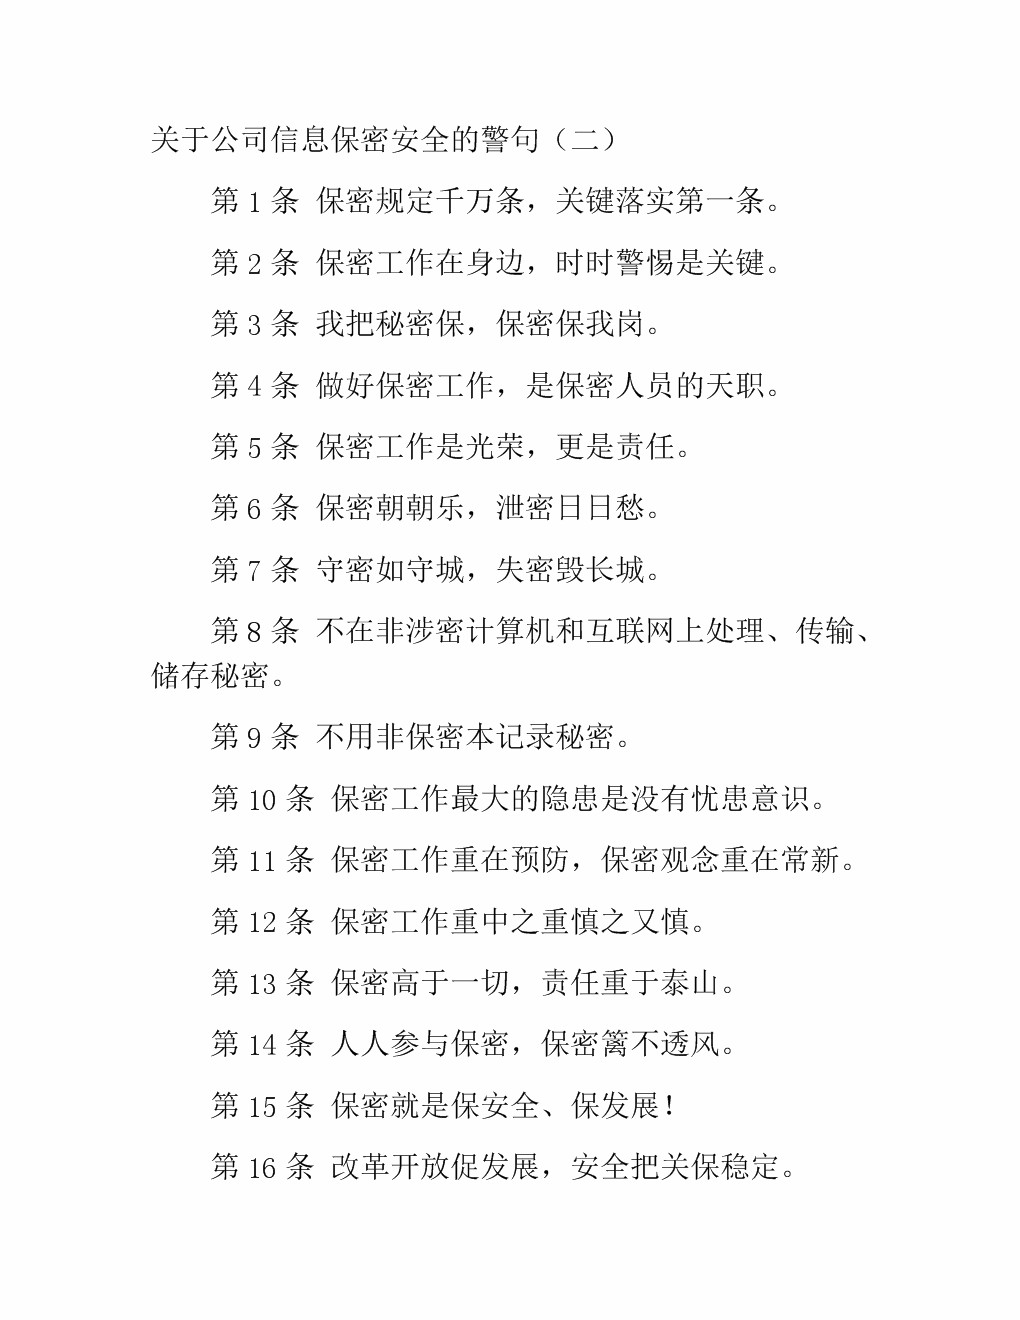 关于公司信息保密安全的警句（二）
第 1 条 保密规定千万条，关键落实第一条。
第 2 条 保密工作在身边，时时警惕是关键。
第 3 条 我把秘密保，保密保我岗。
第 4 条 做好保密工作，是保密人员的天职。
第 5 条 保密工作是光荣，更是责任。
第 6 条 保密朝朝乐，泄密日日愁。
第 7 条 守密如守城，失密毁长城。
第 8 条 不在非涉密计算机和互联网上处理、传输、
储存秘密。
第 9 条 不用非保密本记录秘密。
第 10 条 保密工作最大的隐患是没有忧患意识。
第 11 条 保密工作重在预防，保密观念重在常新。
第 12 条 保密工作重中之重慎之又慎。
第 13 条 保密高于一切，责任重于泰山。
第 14 条 人人参与保密，保密篱不透风。
第 15 条 保密就是保安全、保发展！
第 16 条 改革开放促发展，安全把关保稳定。